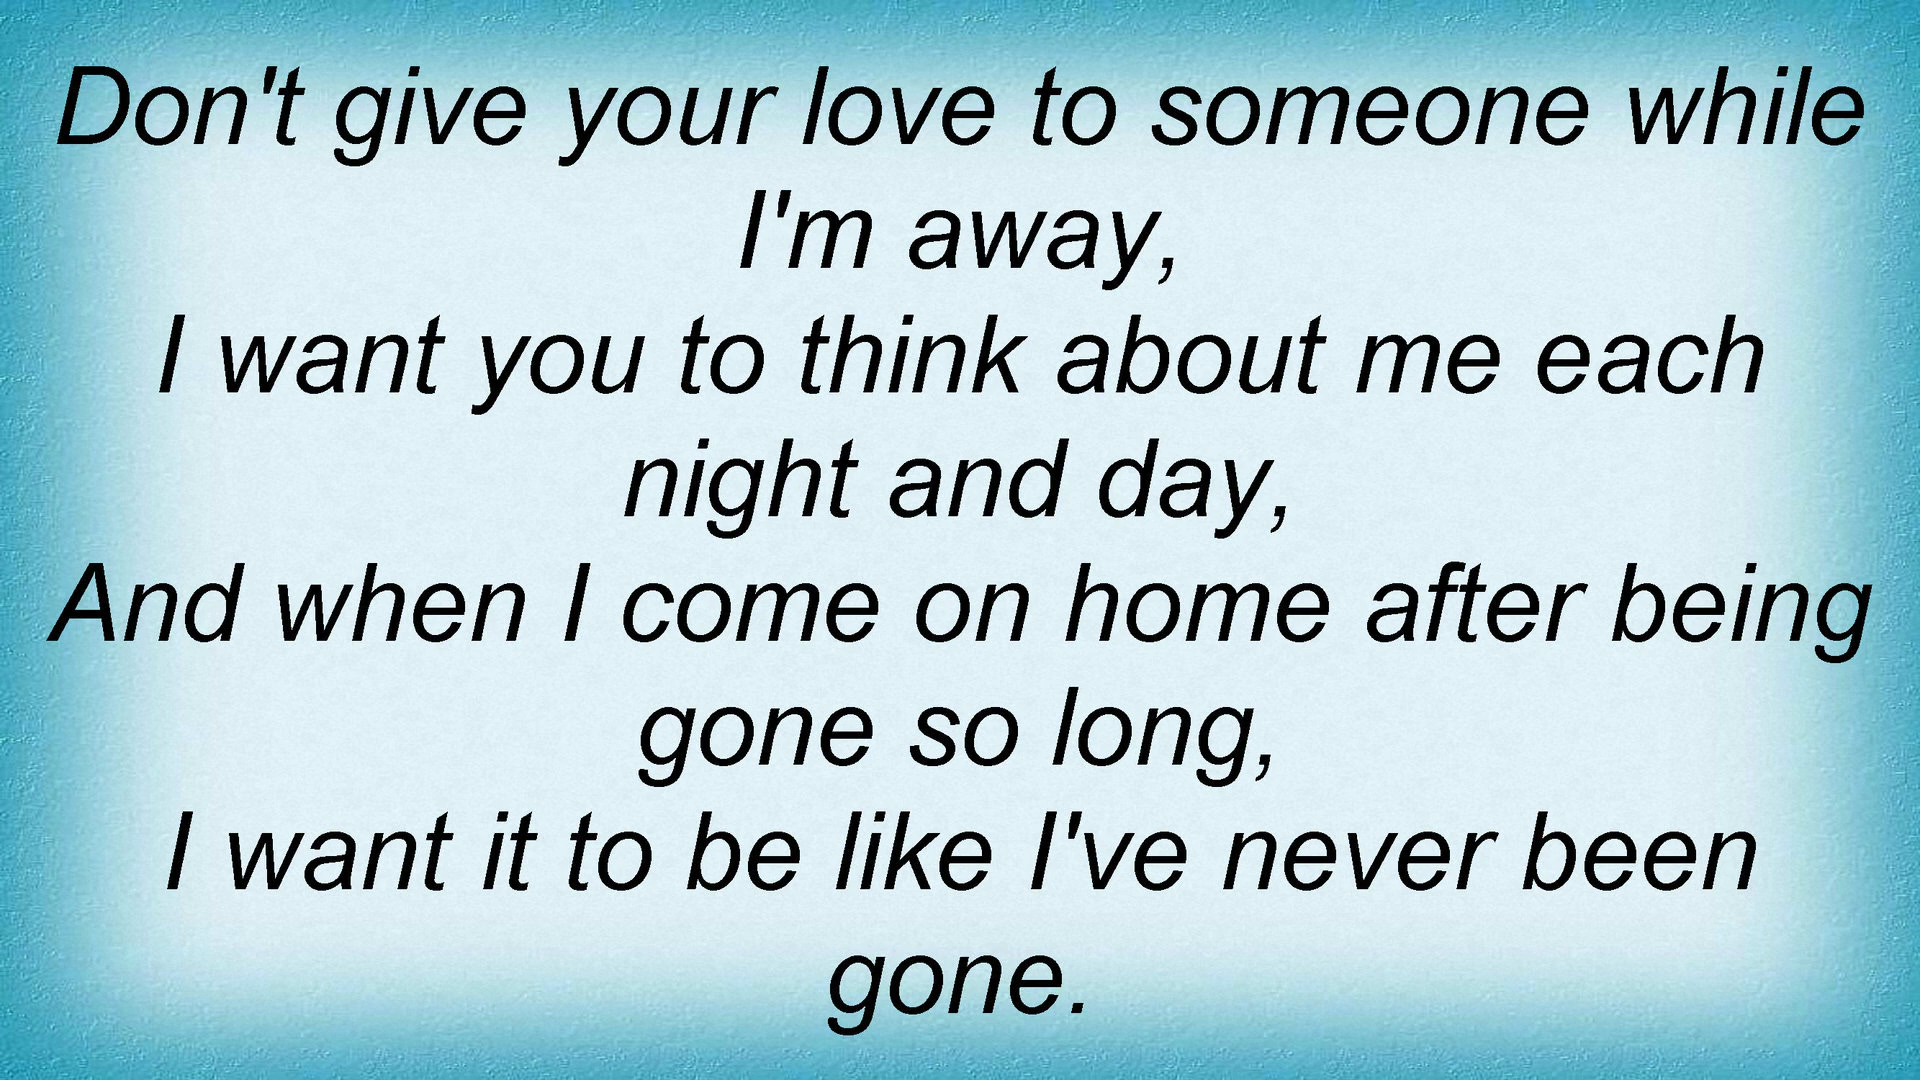 Don't give your love to someone while
I'm away,
I want you to think about me each
night and day,
And when I come on home after being
gone so long,
I want it to be like I've never been
gone.